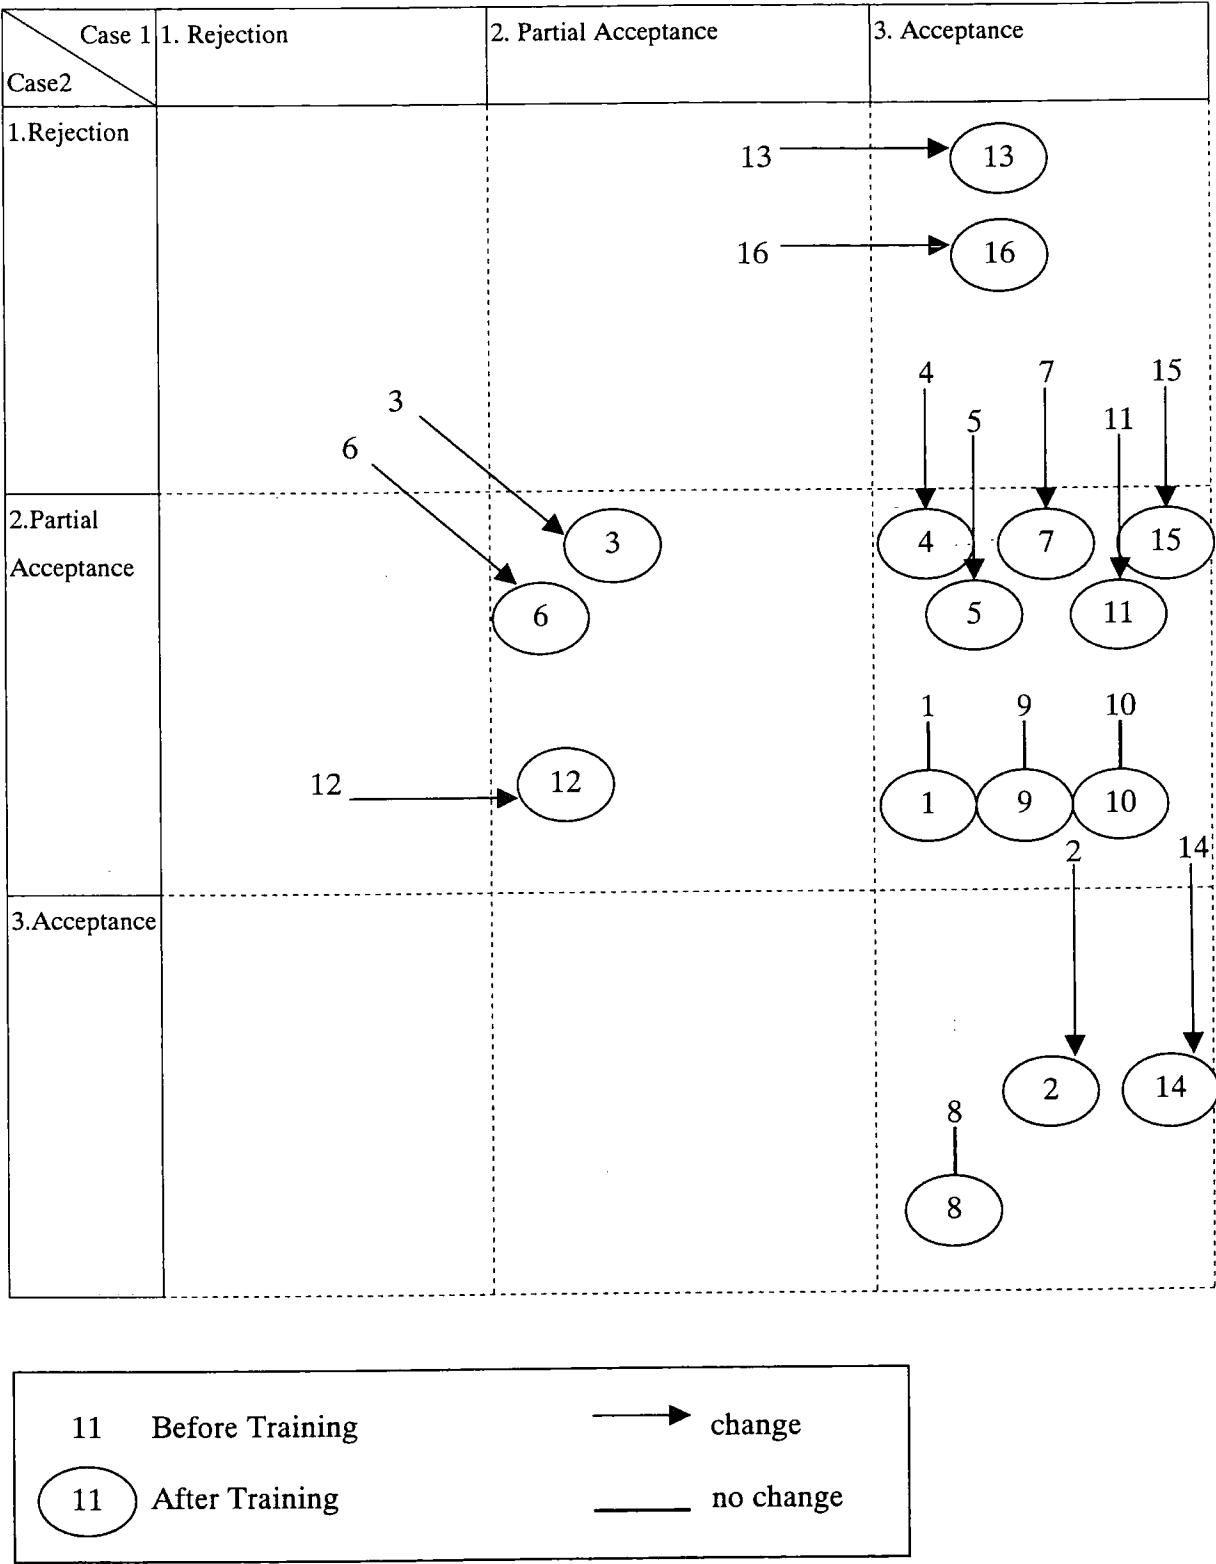 Case 1 1. Rejection 2. Partial Acceptance 3. Acceptance
Case2
1.Rejection
13 13
16 16
4 7 15
3
5 11
6
2.Partial
3 4 7 15
Acceptance
6 5 11
1 9 10
12 12
1 9 10
2 14
3.Acceptance
2 14
8
8
11 Before Training change
11 After Training no change